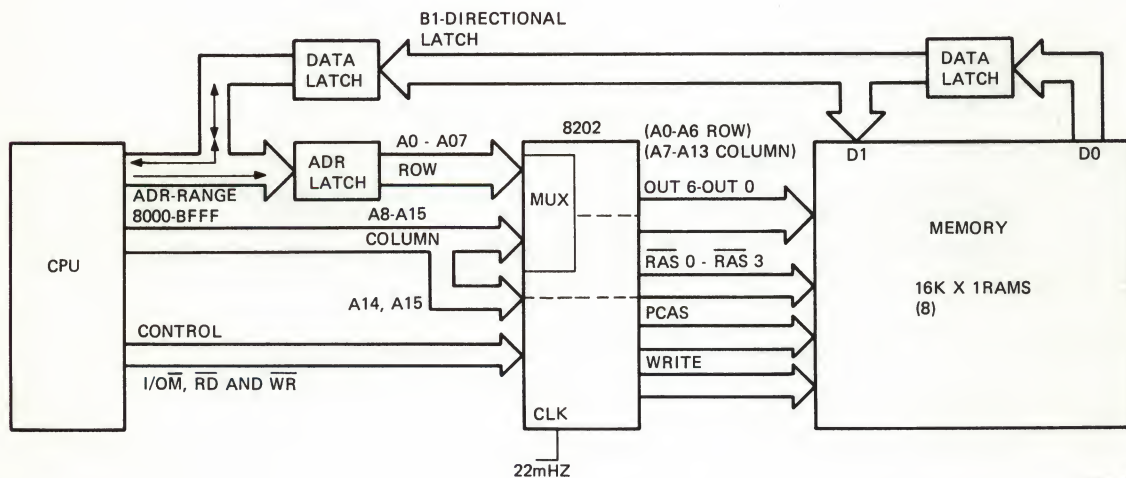 B1-DIRECTIONAL
LATCH
DATA
LATCH
DATA
LATCH
8202
(A0-A6 ROW)
(A7-A13 COLUMN)
A0 - A07
ROW
ADR
LATCH
D1
D0
ADR-RANGE
8000-BFFF
MUX
OUT 6-OUT 0
A8-A15
COLUMN
MEMORY
CPU
RAS 0 - RAS 3
16K X 1RAMS
(8)
A14, A15
PCAS
CONTROL
WRITE
I/OM, RD AND WR
CLK
22mHZ